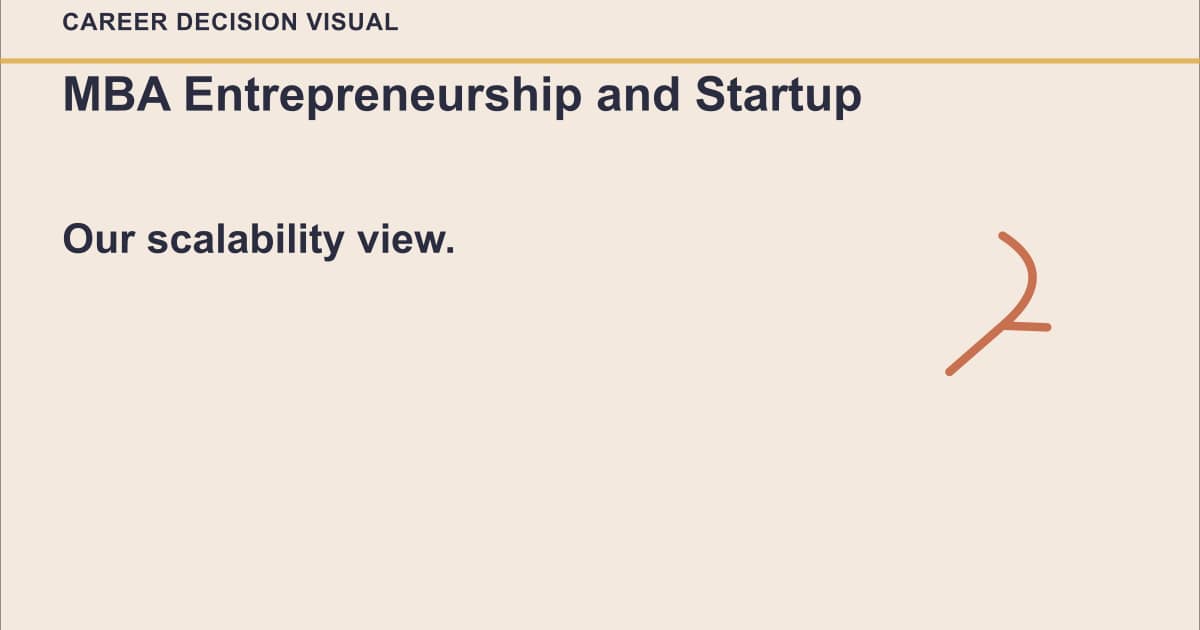 CAREER DECISION VISUAL
MBA Entrepreneurship and Startup
Our scalability view.